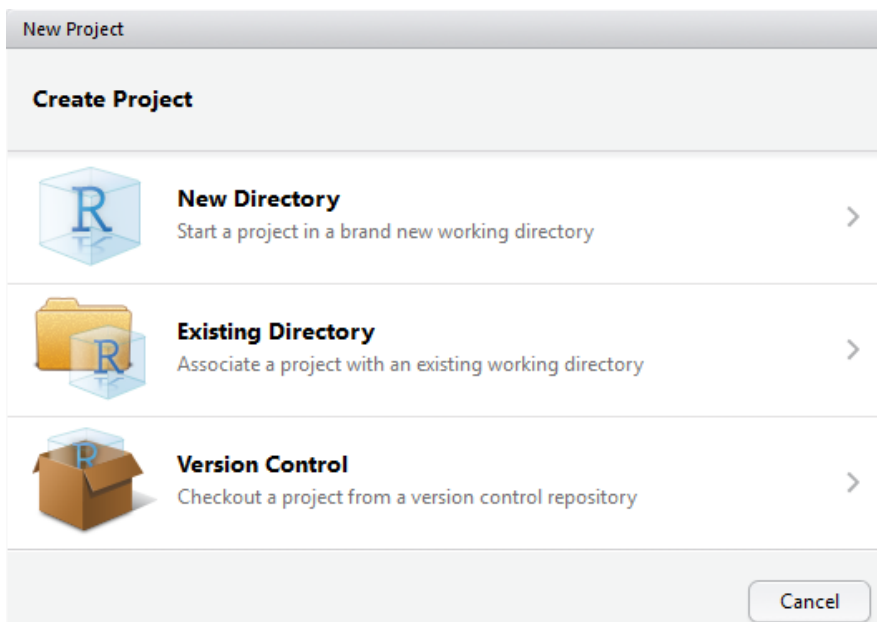 New Project
Create Project
R
New Directory
Start a project in a brand new working directory
R
Existing Directory
Associate a project with an existing working directory
R
Version Control
Checkout a project from a version control repository
Cancel